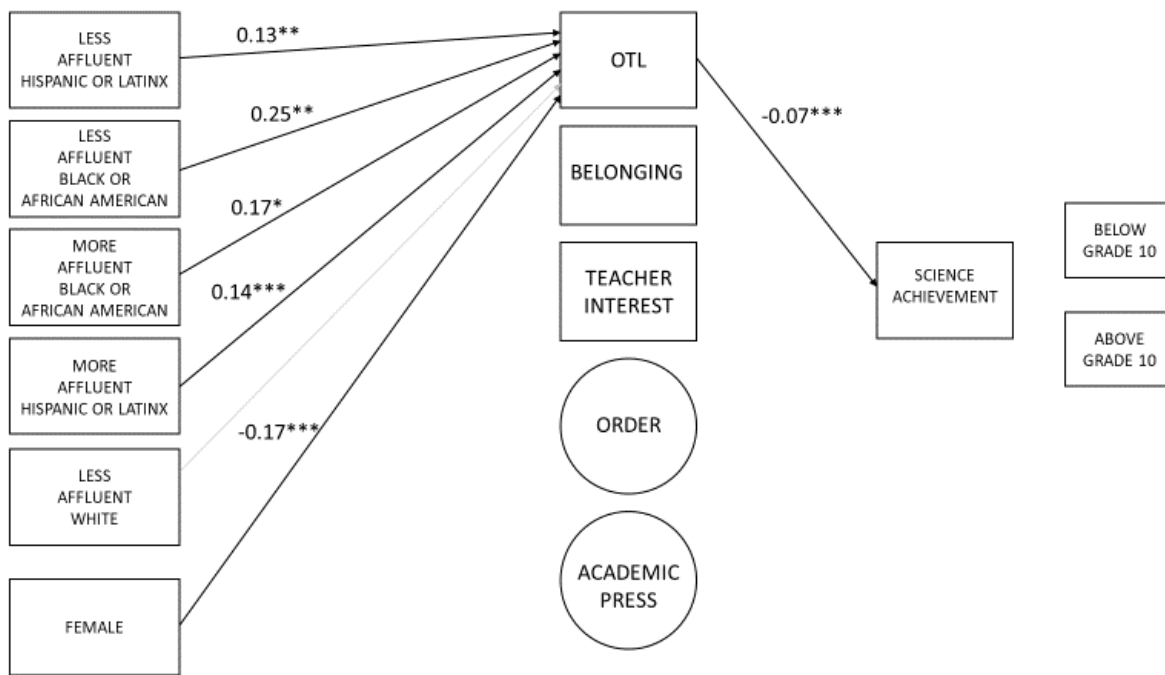 LESS
AFFLUENT
HISPANIC OR LATINX
LESS
AFFLUENT
BLACK OR
AFRICAN AMERICAN
MORE
AFFLUENT
BLACK OR
AFRICAN AMERICAN
MORE
AFFLUENT
HISPANIC OR LATINX
LESS
AFFLUENT
WHITE
FEMALE
0.13**
0.25**
0.17*
0.14***
-0.17***
OTL
BELONGING
TEACHER
INTEREST
ORDER
ACADEMIC
PRESS
-0.07***
SCIENCE
ACHIEVEMENT
BELOW
GRADE 10
ABOVE
GRADE 10